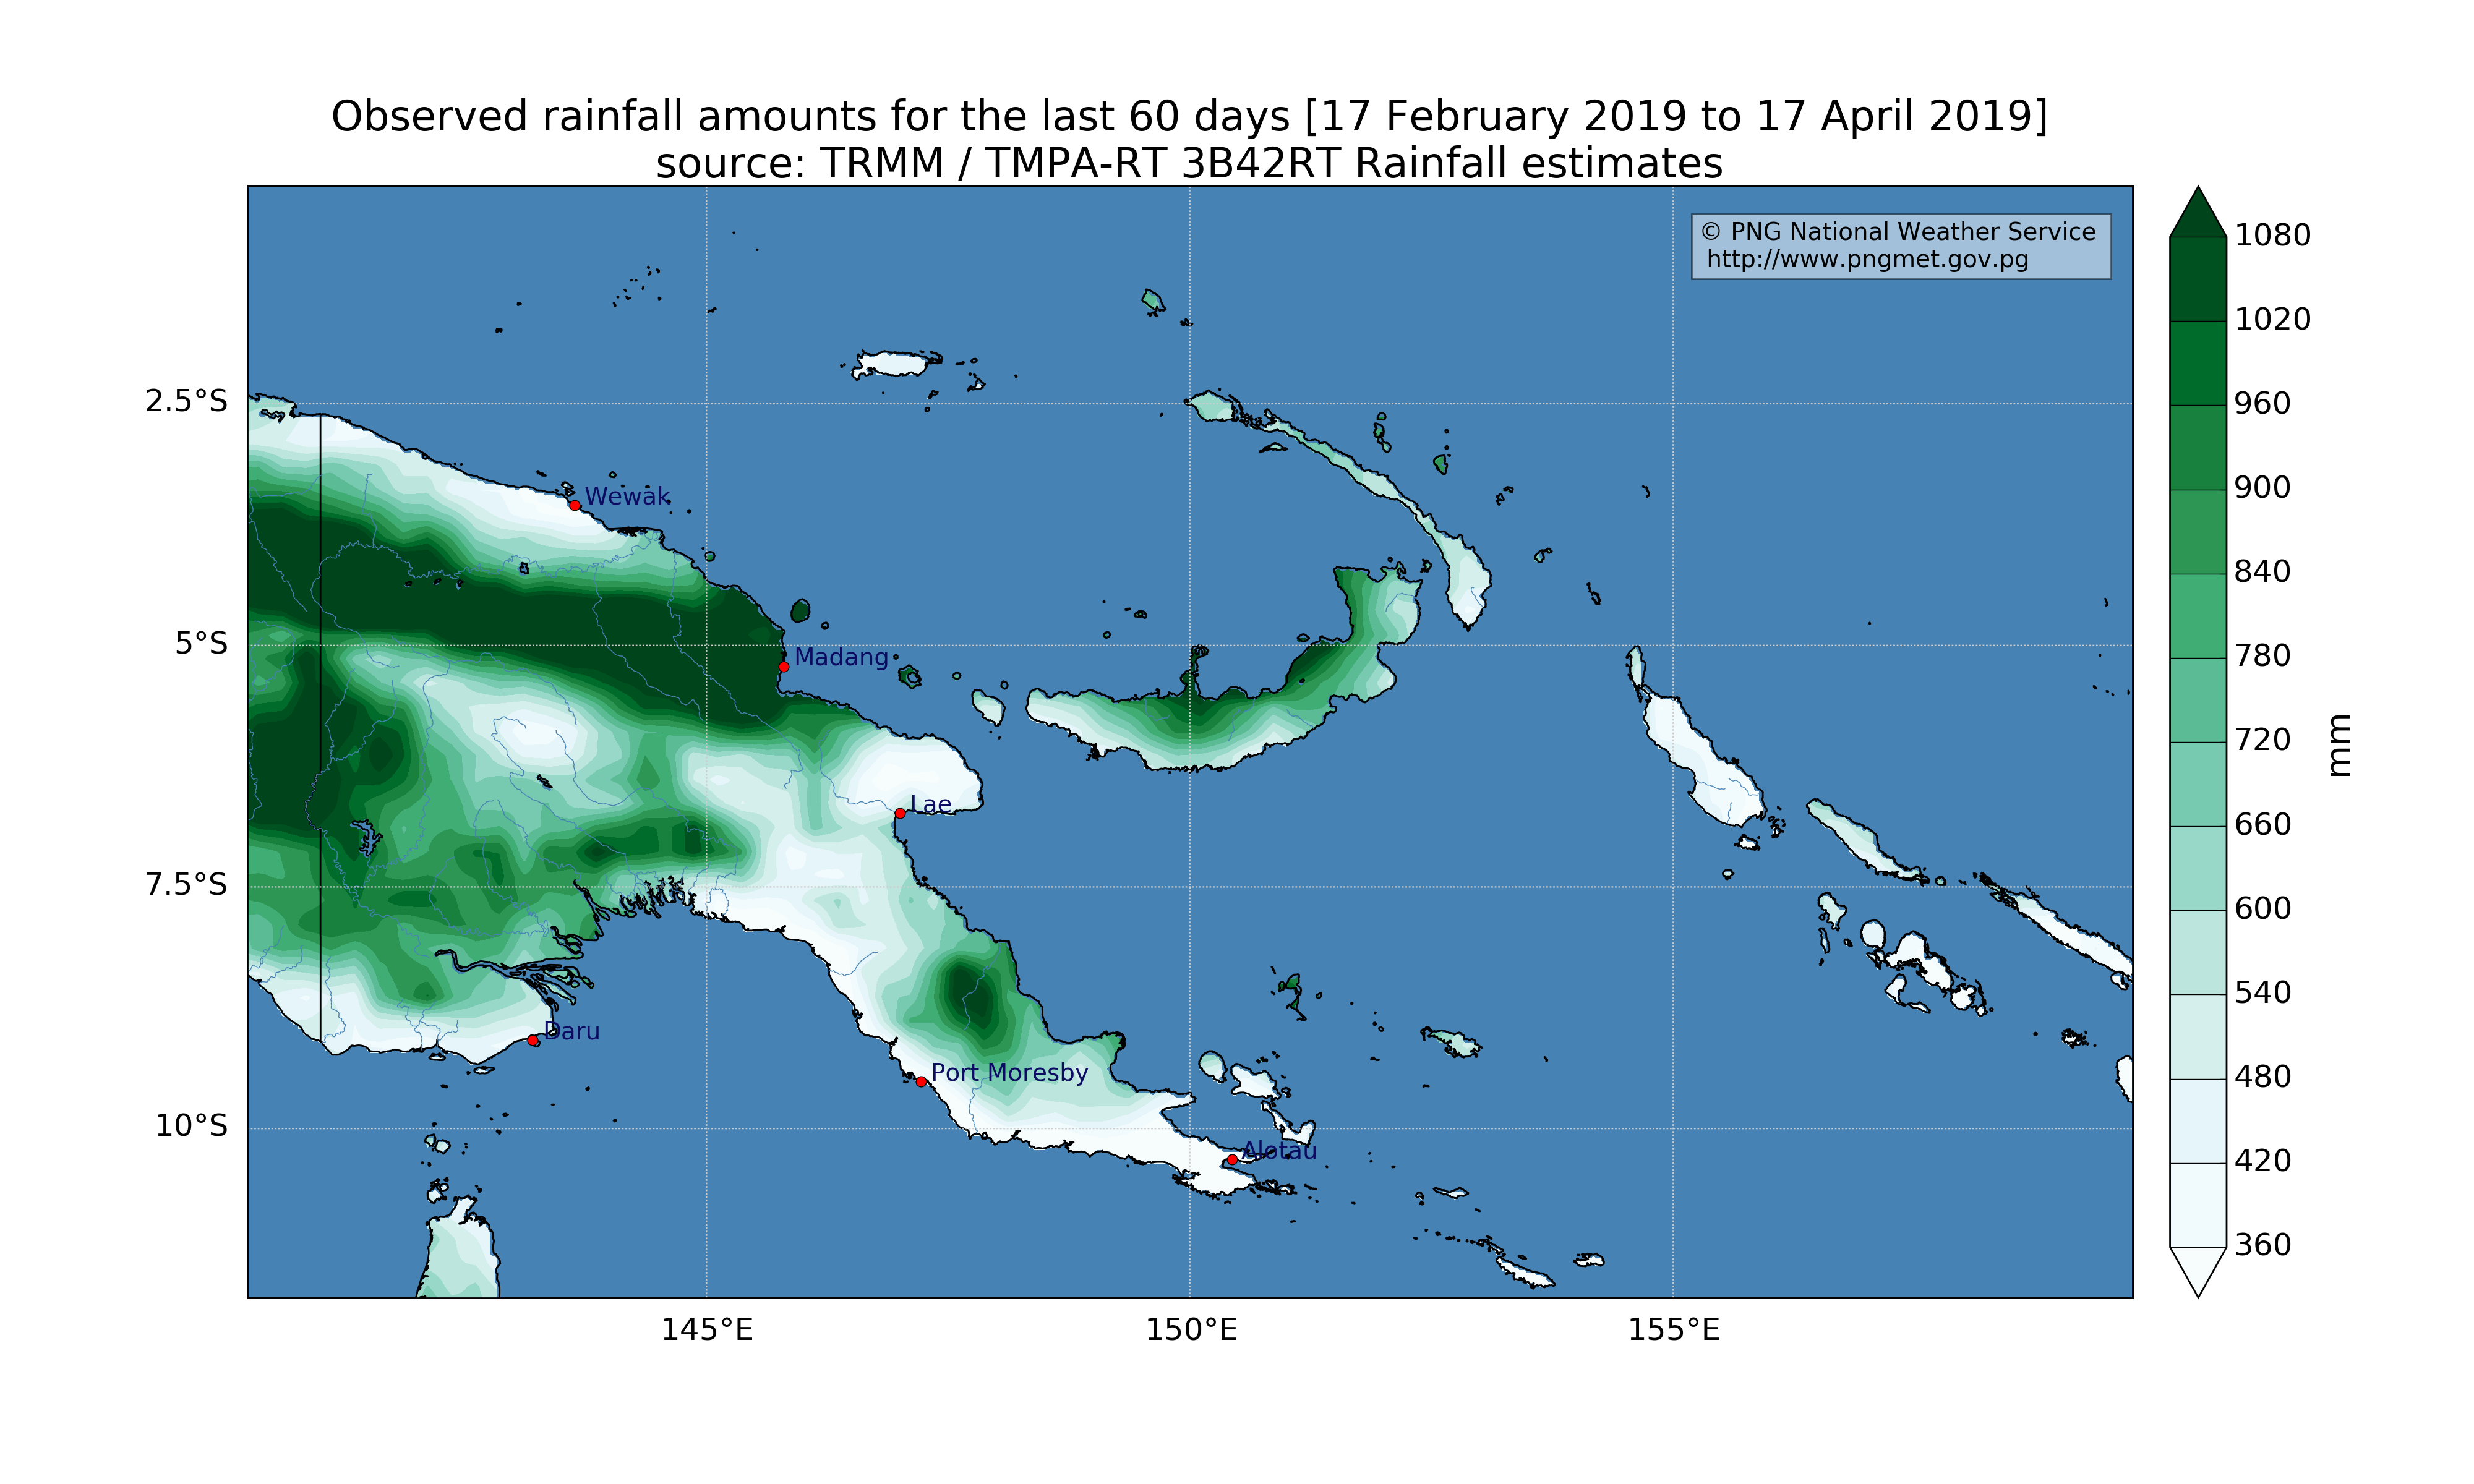 Observed rainfall amounts for the last 60 days [17 February 2019 to 17 April 2019]
source: TRMM / TMPA-RT 3B42RT Rainfall estimates
© PNG National Weather Service
http://www.pngmet.gov.pg
1080
1020
960
900
840
780
720
660
600
540
480
420
360
mm
2.5°S
5°S
7.5°S
10°S
Wewak
Madang
Lae
Daru
Port Moresby
Alotau
145°E
150°E
155°E